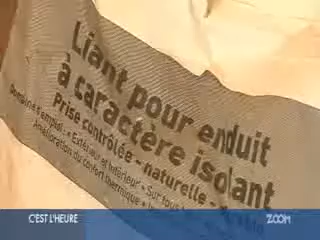 Liant pour enduit
à caractère isolant
Prise contrôlée - naturelle -
Domaine d'emploi : • Extérieur et Intérieur • Sur tous
Amélioration du confort thermique •
C'EST L'HEURE
ZOOM